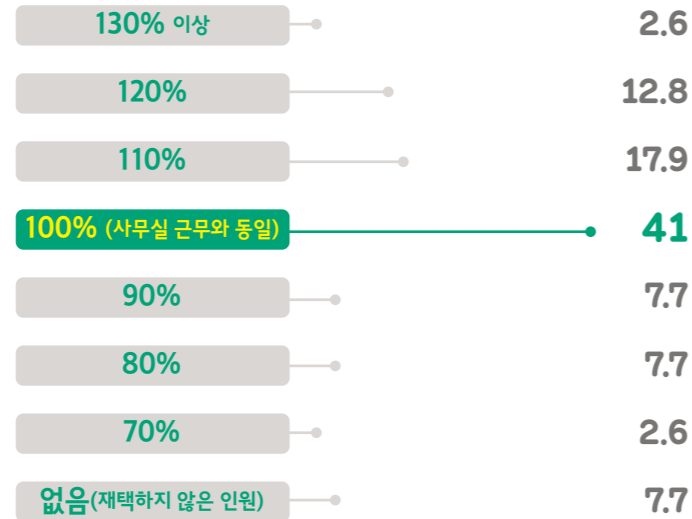 130% 이상 2.6
120% 12.8
110% 17.9
100% (사무실 근무와 동일) 41
90% 7.7
80% 7.7
70% 2.6
없음(재택하지 않은 인원) 7.7